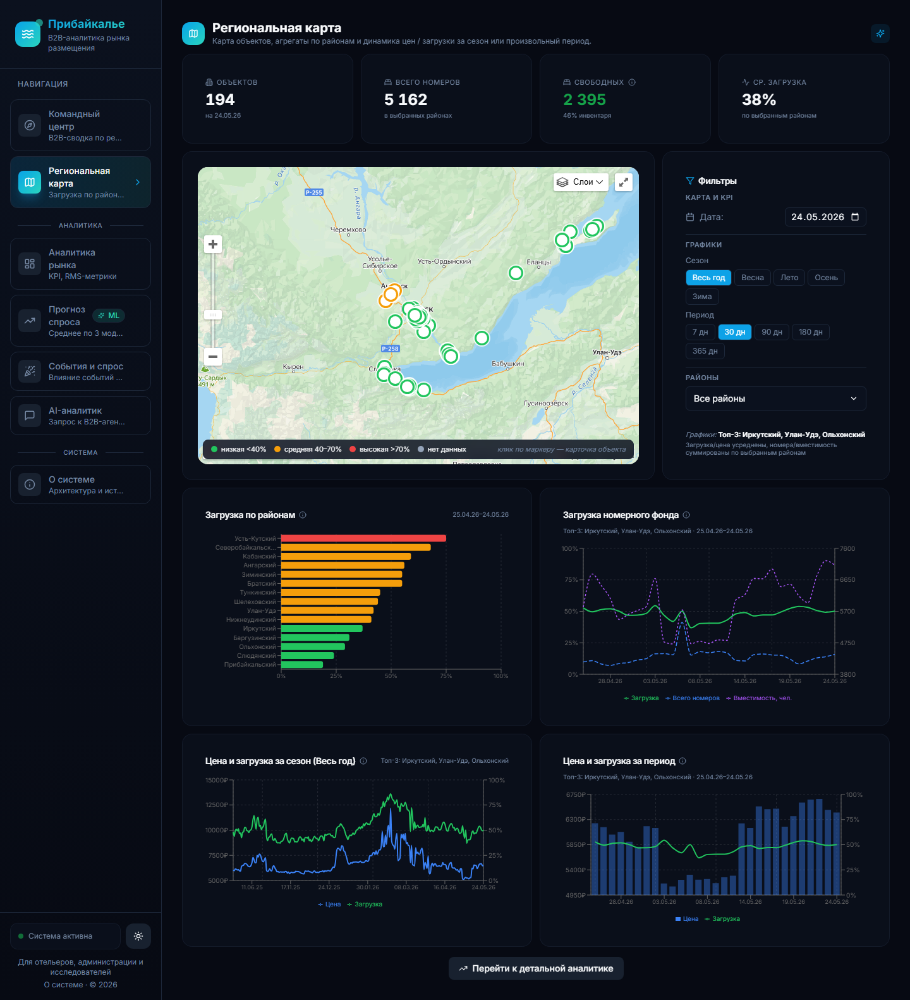 Прибайкалье
B2B-аналитика рынка
размещения
НАВИГАЦИЯ
Командный
центр
B2B-сводка по ре...
Региональная
карта
Загрузка по район...
АНАЛИТИКА
Аналитика
рынка
KPI, RMS-метрики
Прогноз
спроса
ML
Среднее по 3 мод...
События и спрос
Влияние событий ...
AI-аналитик
Запрос к B2B-аген...
СИСТЕМА
О системе
Архитектура и ист...
Система активна
Для отельеров, администрации и
исследователей
О системе · © 2026
Региональная карта
Карта объектов, агрегаты по районам и динамика цен / загрузки за сезон или произвольный период.
ОБЪЕКТОВ
194
на 24.05.26
ВСЕГО НОМЕРОВ
5 162
в выбранных районах
СВОБОДНЫХ
2 395
46% инвентаря
СР. ЗАГРУЗКА
38%
по выбранным районам
Слои
р. Ока
Р-255
р. Ангара
Черемхово
Усолье-
Сибирское
Усть-Ордынский
Еланцы
Р-258
Кырен
Бабушкин
Улан-Удэ
р. Селенга
Гусиноозёрск
у-Сардык
491 м
низкая <40%
средняя 40–70%
высокая >70%
нет данных
клик по маркеру — карточка объекта
Фильтры
КАРТА И KPI
Дата:
24.05.2026
ГРАФИКИ
Сезон
Весь год
Весна
Лето
Осень
Зима
Период
7 дн
30 дн
90 дн
180 дн
365 дн
РАЙОНЫ
Все районы
Графики: Топ-3: Иркутский, Улан-Удэ, Ольхонский
Загрузка/цена усреднены, номера/вместимость
суммированы по выбранным районам
Загрузка по районам
25.04.26–24.05.26
Усть-Кутский
Северобайкальск...
Кабанский
Ангарский
Зиминский
Братский
Тункинский
Шелеховский
Улан-Удэ
Нижнеудинский
Иркутский
Баргузинский
Ольхонский
Слюдянский
Прибайкальский
0%
25%
50%
75%
100%
Загрузка номерного фонда
Топ-3: Иркутский, Улан-Удэ, Ольхонский · 25.04.26–24.05.26
100%
75%
50%
25%
0%
7600
6650
5700
4750
3800
28.04.26
03.05.26
08.05.26
14.05.26
19.05.26
24.05.26
Загрузка
Всего номеров
Вместимость, чел.
Цена и загрузка за сезон (Весь год)
Топ-3: Иркутский, Улан-Удэ, Ольхонский
15000₽
12500₽
10000₽
7500₽
5000₽
100%
75%
50%
25%
0%
11.06.25
17.11.25
24.12.25
30.01.26
08.03.26
16.04.26
24.05.26
Цена
Загрузка
Цена и загрузка за период
Топ-3: Иркутский, Улан-Удэ, Ольхонский · 25.04.26–24.05.26
6750₽
6300₽
5850₽
5400₽
4950₽
100%
75%
50%
25%
0%
28.04.26
03.05.26
08.05.26
14.05.26
19.05.26
24.05.26
Цена
Загрузка
Перейти к детальной аналитике